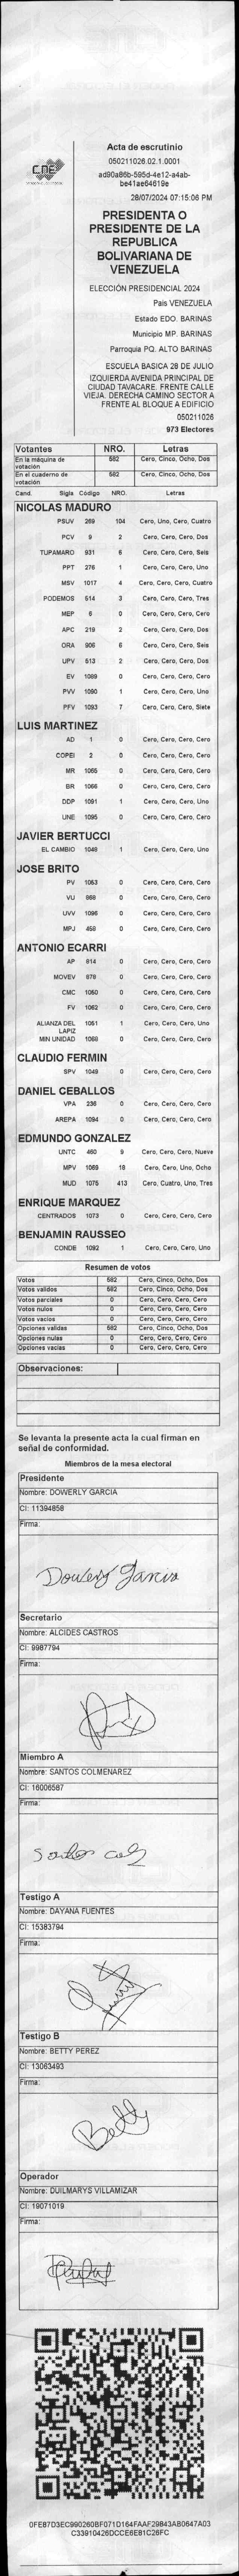 CNE
Acta de escrutinio
050211026.02.1.0001
ad90a86b-595d-4e12-a4ab-
be41ae64619e
28/07/2024 07:15:06 PM
PRESIDENTA O
PRESIDENTE DE LA
REPUBLICA
BOLIVARIANA DE
VENEZUELA
ELECCIÓN PRESIDENCIAL 2024
País VENEZUELA
Estado EDO. BARINAS
Municipio MP. BARINAS
Parroquia PQ. ALTO BARINAS
ESCUELA BASICA 28 DE JULIO
IZQUIERDA AVENIDA PRINCIPAL DE
CIUDAD TAVACARE. FRENTE CALLE
VIEJA. DERECHA CAMINO SECTOR A
FRENTE AL BLOQUE A EDIFICIO
050211026
973 Electores
Votantes NRO. Letras
En la máquina de votación 582 Cero, Cinco, Ocho, Dos
En el cuaderno de votación 582 Cero, Cinco, Ocho, Dos
Cand. Sigla Código NRO. Letras
NICOLAS MADURO
PSUV 269 104 Cero, Uno, Cero, Cuatro
PCV 9 2 Cero, Cero, Cero, Dos
TUPAMARO 931 6 Cero, Cero, Cero, Seis
PPT 276 1 Cero, Cero, Cero, Uno
MSV 1017 4 Cero, Cero, Cero, Cuatro
PODEMOS 514 3 Cero, Cero, Cero, Tres
MEP 6 0 Cero, Cero, Cero, Cero
APC 219 2 Cero, Cero, Cero, Dos
ORA 906 6 Cero, Cero, Cero, Seis
UPV 513 2 Cero, Cero, Cero, Dos
EV 1089 0 Cero, Cero, Cero, Cero
PVV 1090 1 Cero, Cero, Cero, Uno
PFV 1093 7 Cero, Cero, Cero, Siete
LUIS MARTINEZ
AD 1 0 Cero, Cero, Cero, Cero
COPEI 2 0 Cero, Cero, Cero, Cero
MR 1065 0 Cero, Cero, Cero, Cero
BR 1066 0 Cero, Cero, Cero, Cero
DDP 1091 1 Cero, Cero, Cero, Uno
UNE 1095 0 Cero, Cero, Cero, Cero
JAVIER BERTUCCI
EL CAMBIO 1046 1 Cero, Cero, Cero, Uno
JOSE BRITO
PV 1053 0 Cero, Cero, Cero, Cero
VU 968 0 Cero, Cero, Cero, Cero
UVV 1096 0 Cero, Cero, Cero, Cero
MPJ 458 0 Cero, Cero, Cero, Cero
ANTONIO ECARRI
AP 914 0 Cero, Cero, Cero, Cero
MOVEV 978 0 Cero, Cero, Cero, Cero
CMC 1050 0 Cero, Cero, Cero, Cero
FV 1062 0 Cero, Cero, Cero, Cero
ALIANZA DEL LAPIZ 1051 1 Cero, Cero, Cero, Uno
MIN UNIDAD 1068 0 Cero, Cero, Cero, Cero
CLAUDIO FERMIN
SPV 1049 0 Cero, Cero, Cero, Cero
DANIEL CEBALLOS
VPA 236 0 Cero, Cero, Cero, Cero
AREPA 1094 0 Cero, Cero, Cero, Cero
EDMUNDO GONZALEZ
UNTC 460 9 Cero, Cero, Cero, Nueve
MPV 1069 18 Cero, Cero, Uno, Ocho
MUD 1075 413 Cero, Cuatro, Uno, Tres
ENRIQUE MARQUEZ
CENTRADOS 1073 0 Cero, Cero, Cero, Cero
BENJAMIN RAUSSEO
CONDE 1092 1 Cero, Cero, Cero, Uno
Resumen de votos
Votos 582 Cero, Cinco, Ocho, Dos
Votos validos 582 Cero, Cinco, Ocho, Dos
Votos parciales 0 Cero, Cero, Cero, Cero
Votos nulos 0 Cero, Cero, Cero, Cero
Votos vacios 0 Cero, Cero, Cero, Cero
Opciones validas 582 Cero, Cinco, Ocho, Dos
Opciones nulas 0 Cero, Cero, Cero, Cero
Opciones vacias 0 Cero, Cero, Cero, Cero
Observaciones:
Se levanta la presente acta la cual firman en
señal de conformidad.
Miembros de la mesa electoral
Presidente
Nombre: DOWERLY GARCIA
CI: 11394858
Firma:
Dowerly Garcia
Secretario
Nombre: ALCIDES CASTROS
CI: 9987794
Firma:
Miembro A
Nombre: SANTOS COLMENAREZ
CI: 16006587
Firma:
Santos Col
Testigo A
Nombre: DAYANA FUENTES
CI: 15383794
Firma:
Testigo B
Nombre: BETTY PEREZ
CI: 13063493
Firma:
Betty
Operador
Nombre: DUILMARYS VILLAMIZAR
CI: 19071019
Firma:
0FE87D3EC990260BF071D164FAAF29843AB0647A03
C33910426DCCE6E81C26FC